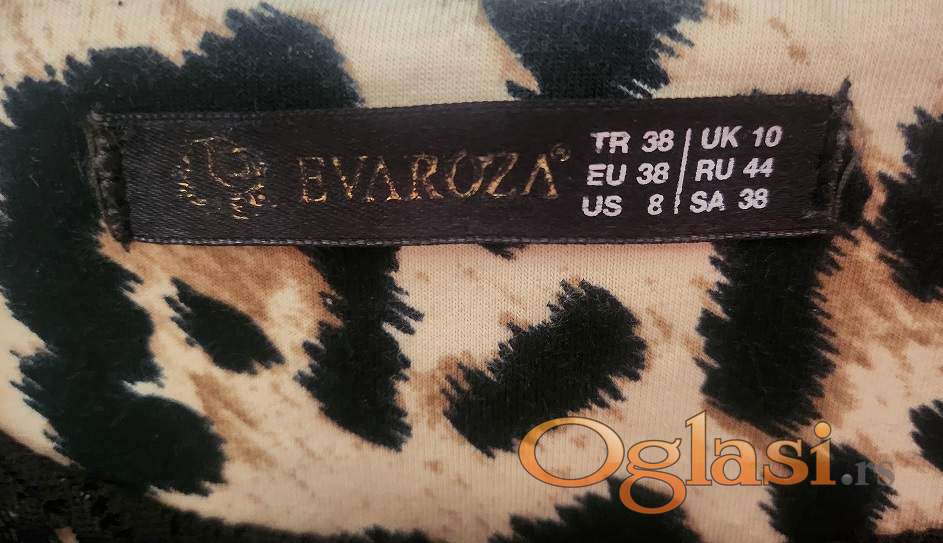 EVAROZA®
TR 38 | UK 10
EU 38 | RU 44
US 8 | SA 38
Oglasi.rs